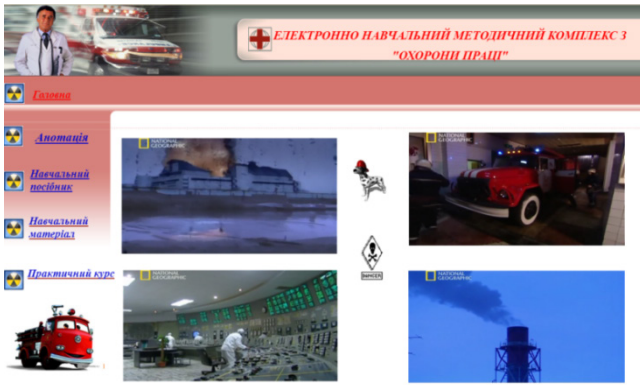 ЕЛЕКТРОННО НАВЧАЛЬНИЙ МЕТОДИЧНИЙ КОМПЛЕКС З
"ОХОРОНИ ПРАЦІ"
Головна
Анотація
Навчальний
посібник
Навчальний
матеріал
Практичний курс
NATIONAL
GEOGRAPHIC
NATIONAL
GEOGRAPHIC
DANGER
NATIONAL
GEOGRAPHIC
NATIONAL
GEOGRAPHIC